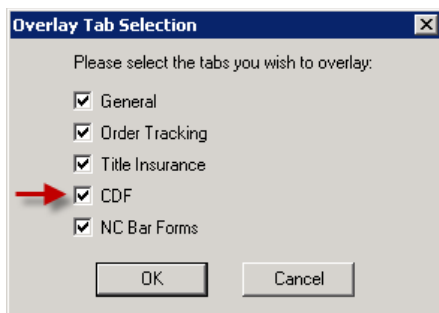 Overlay Tab Selection
Please select the tabs you wish to overlay:
General
Order Tracking
Title Insurance
CDF
NC Bar Forms
OK Cancel